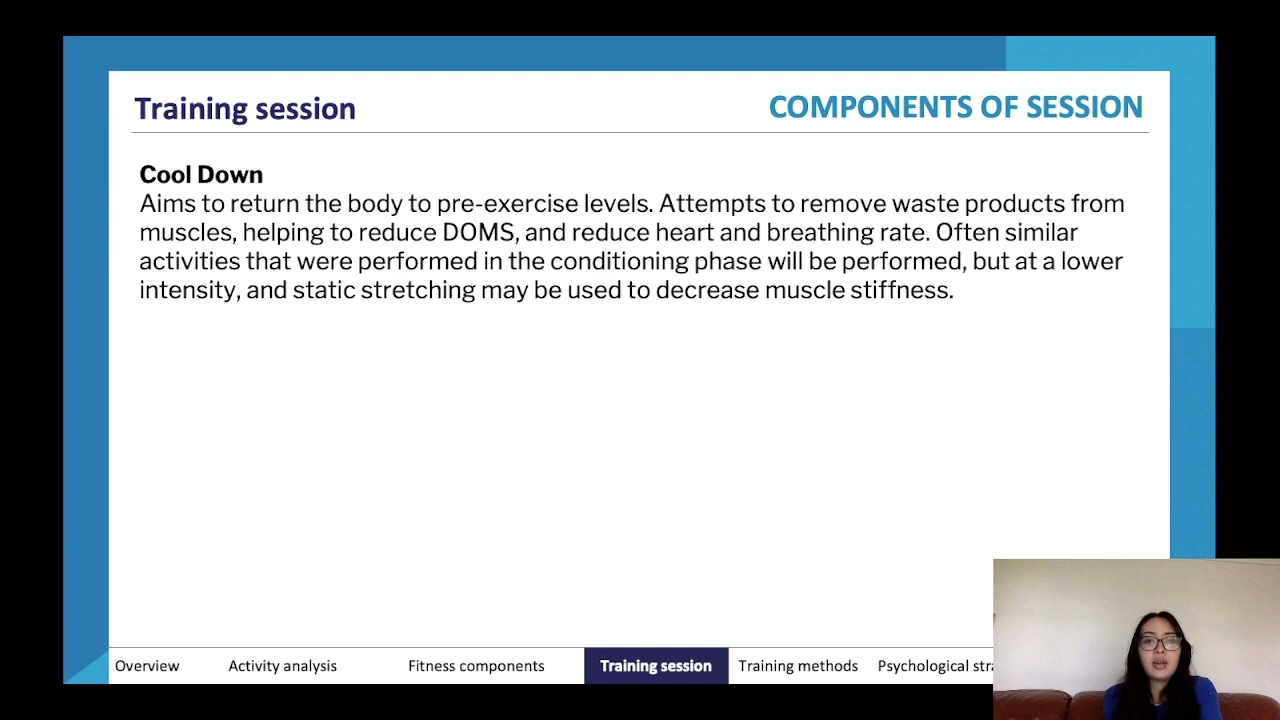 Training session
COMPONENTS OF SESSION
Cool Down
Aims to return the body to pre-exercise levels. Attempts to remove waste products from
muscles, helping to reduce DOMS, and reduce heart and breathing rate. Often similar
activities that were performed in the conditioning phase will be performed, but at a lower
intensity, and static stretching may be used to decrease muscle stiffness.
Overview
Activity analysis
Fitness components
Training session
Training methods
Psychological